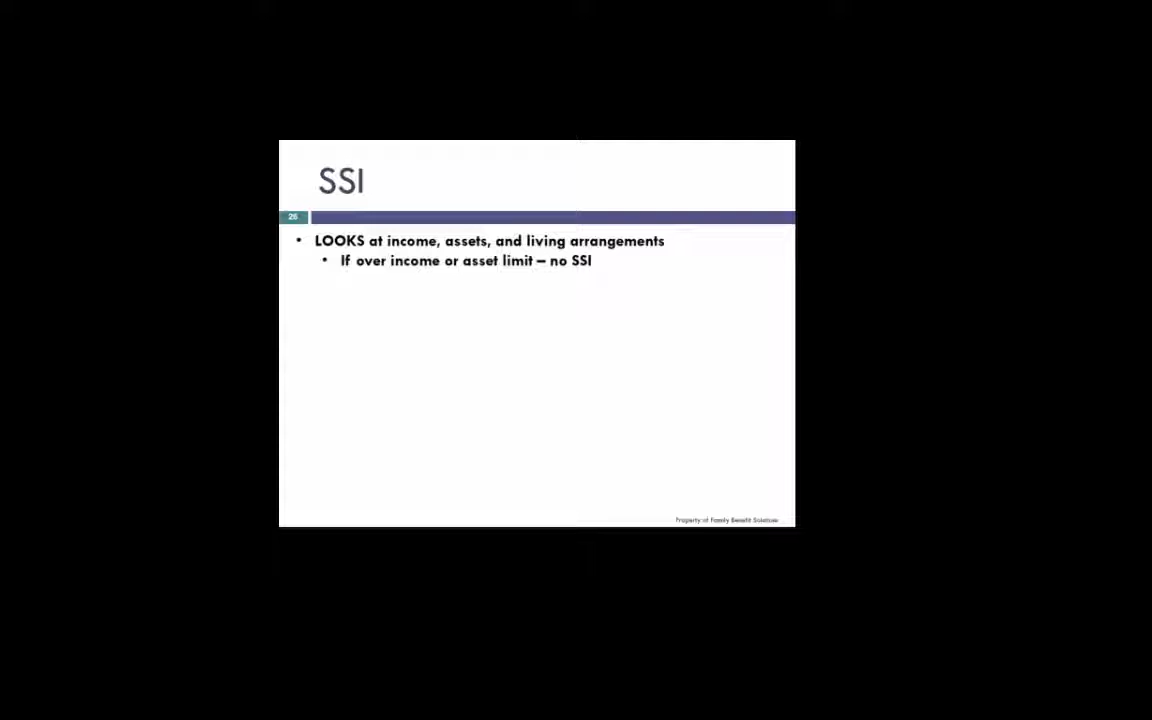 SSI
26
• LOOKS at income, assets, and living arrangements
• If over income or asset limit – no SSI
Property of Family Benefit Solutions